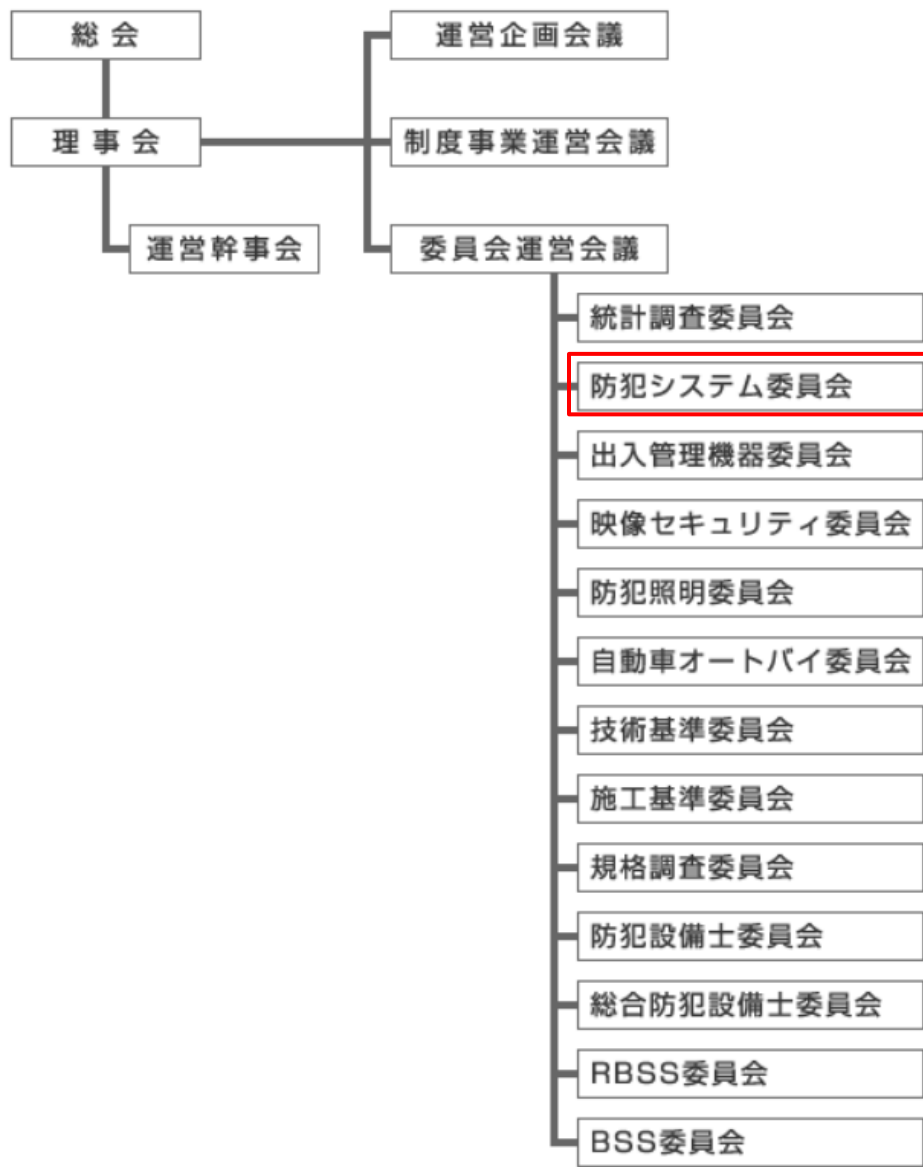 総会
運営企画会議
理事会
制度事業運営会議
運営幹事会
委員会運営会議
統計調査委員会
防犯システム委員会
出入管理機器委員会
映像セキュリティ委員会
防犯照明委員会
自動車オートバイ委員会
技術基準委員会
施工基準委員会
規格調査委員会
防犯設備士委員会
総合防犯設備士委員会
RBSS委員会
BSS委員会